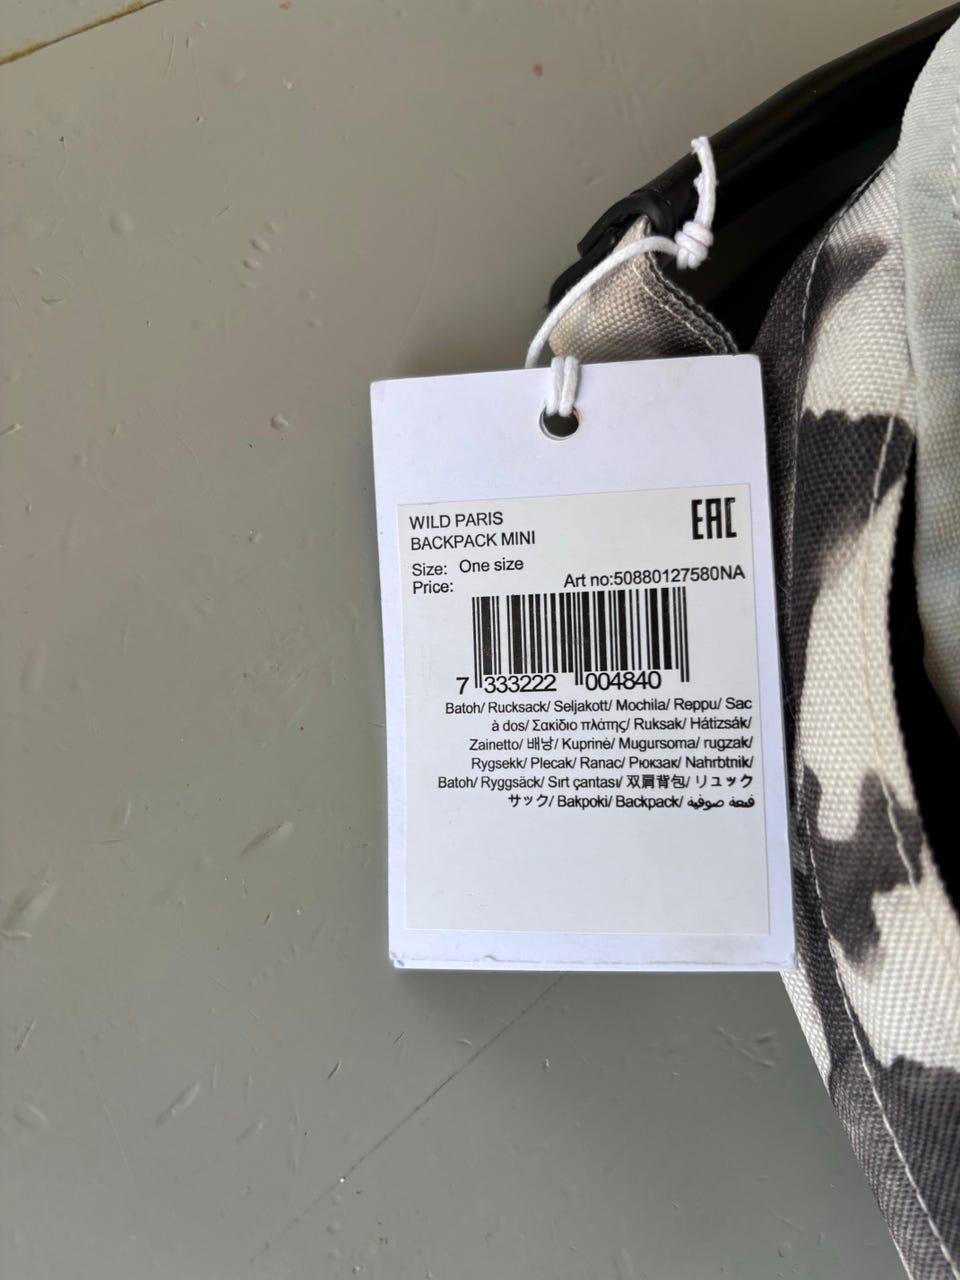 WILD PARIS
BACKPACK MINI
EAC
Size: One size
Price:
Art no:50880127580NA
7 333222 004840
Batoh/ Rucksack/ Seljakott/ Mochila/ Reppu/ Sac
à dos/ Σακίδιο πλάτης/ Ruksak/ Hátizsák/
Zainetto/ 배낭/ Kuprinė/ Mugursoma/ rugzak/
Rygsekk/ Plecak/ Ranac/ Рюкзак/ Nahrbtnik/
Batoh/ Ryggsäck/ Sırt çantası/ 双肩背包/ リュック
サック/ Bakpoki/ Backpack/ قبعة صوفية